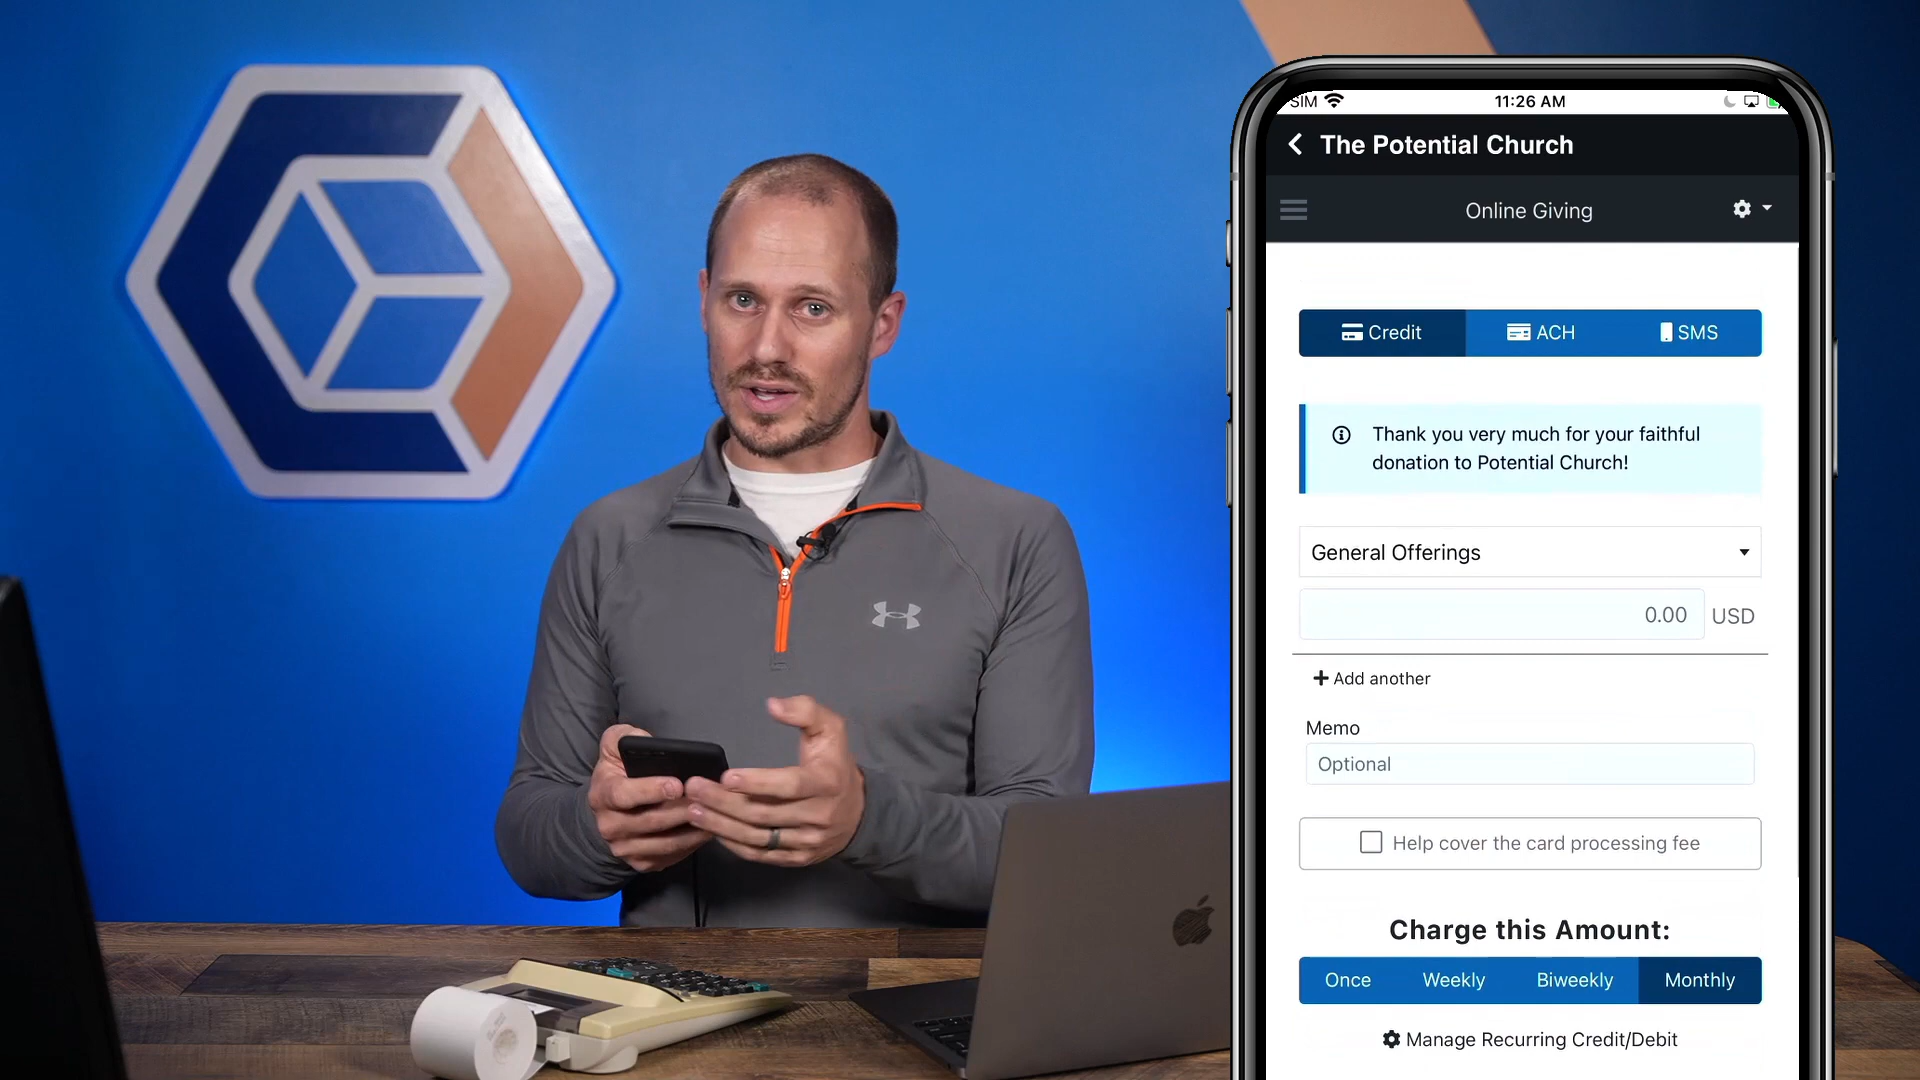 SIM
11:26 AM
The Potential Church
Online Giving
Credit
ACH
SMS
Thank you very much for your faithful
donation to Potential Church!
General Offerings
0.00 USD
Add another
Memo
Optional
Help cover the card processing fee
Charge this Amount:
Once
Weekly
Biweekly
Monthly
Manage Recurring Credit/Debit